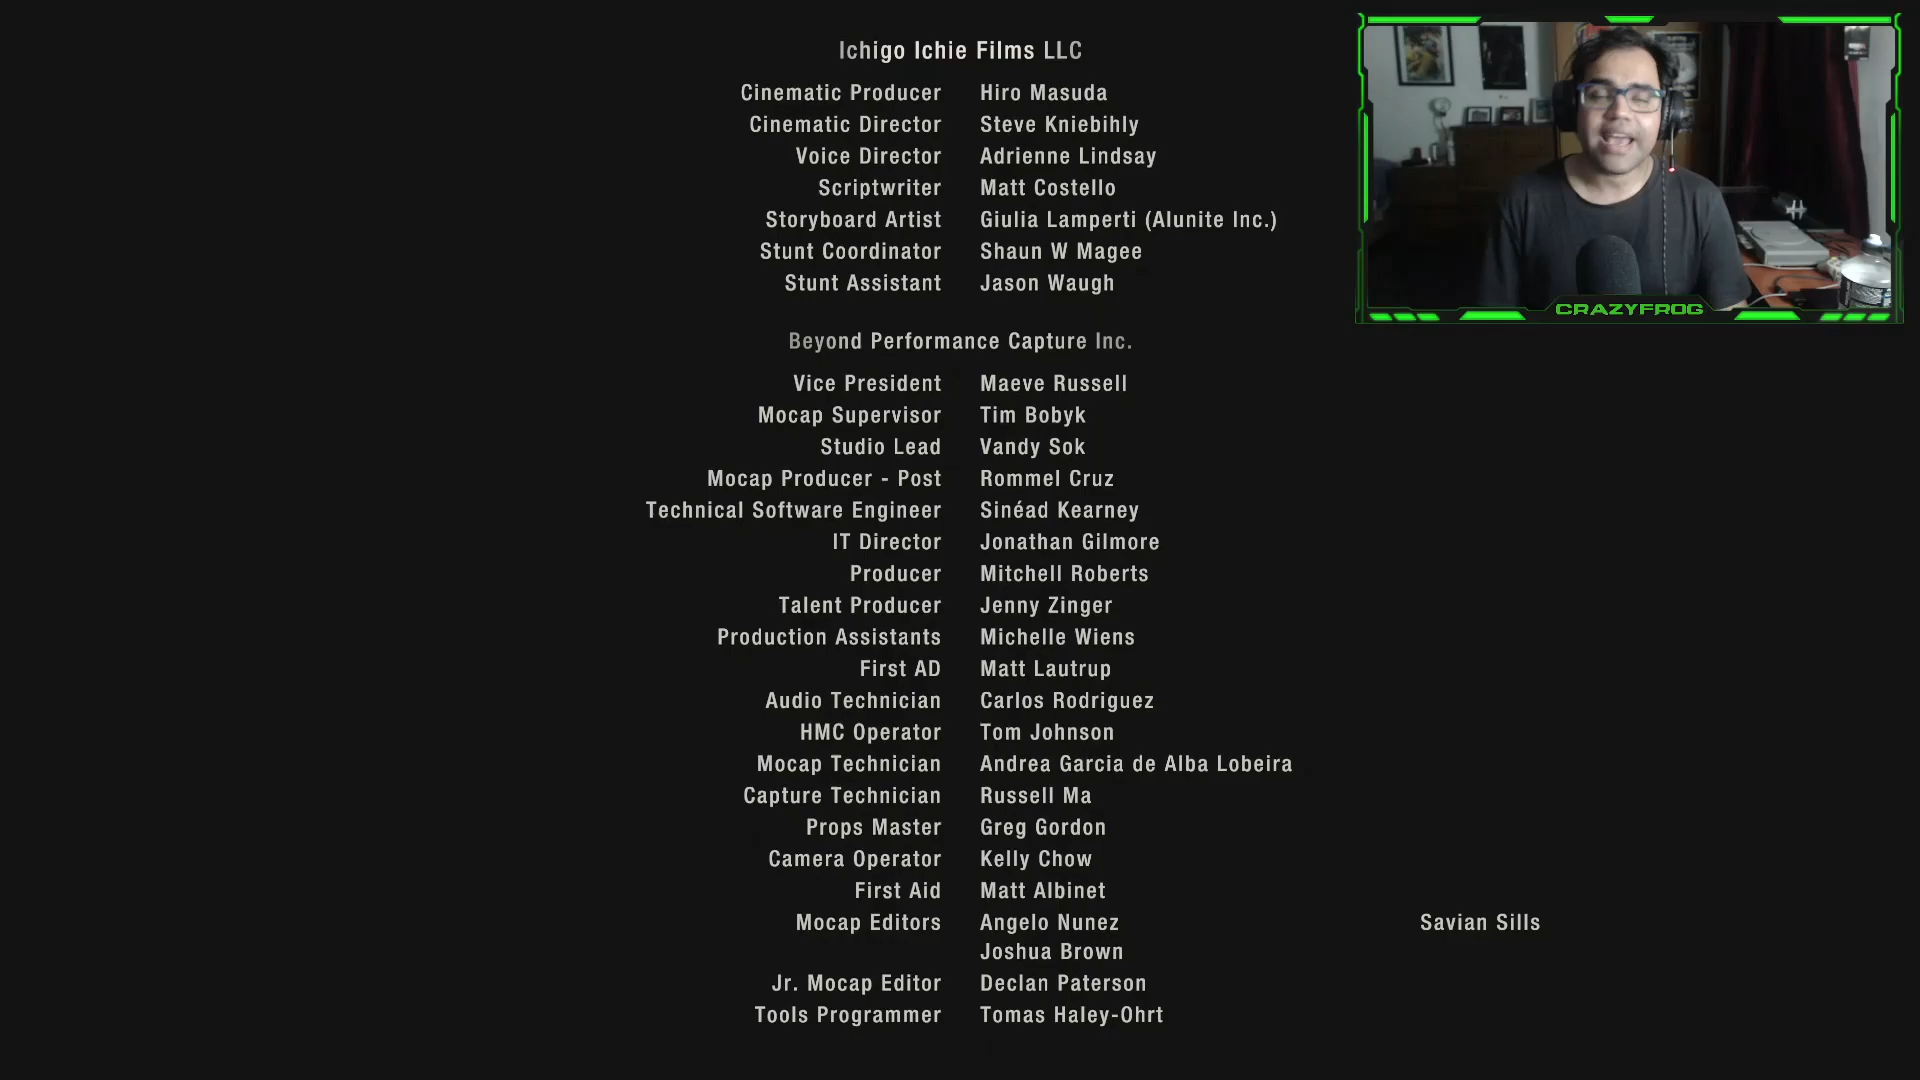 Ichigo Ichie Films LLC
Cinematic Producer Hiro Masuda
Cinematic Director Steve Kniebihly
Voice Director Adrienne Lindsay
Scriptwriter Matt Costello
Storyboard Artist Giulia Lamperti (Alunite Inc.)
Stunt Coordinator Shaun W Magee
Stunt Assistant Jason Waugh
CRAZYFROG
Beyond Performance Capture Inc.
Vice President Maeve Russell
Mocap Supervisor Tim Bobyk
Studio Lead Vandy Sok
Mocap Producer - Post Rommel Cruz
Technical Software Engineer Sinéad Kearney
IT Director Jonathan Gilmore
Producer Mitchell Roberts
Talent Producer Jenny Zinger
Production Assistants Michelle Wiens
First AD Matt Lautrup
Audio Technician Carlos Rodriguez
HMC Operator Tom Johnson
Mocap Technician Andrea Garcia de Alba Lobeira
Capture Technician Russell Ma
Props Master Greg Gordon
Camera Operator Kelly Chow
First Aid Matt Albinet
Mocap Editors Angelo Nunez Savian Sills
Joshua Brown
Jr. Mocap Editor Declan Paterson
Tools Programmer Tomas Haley-Ohrt